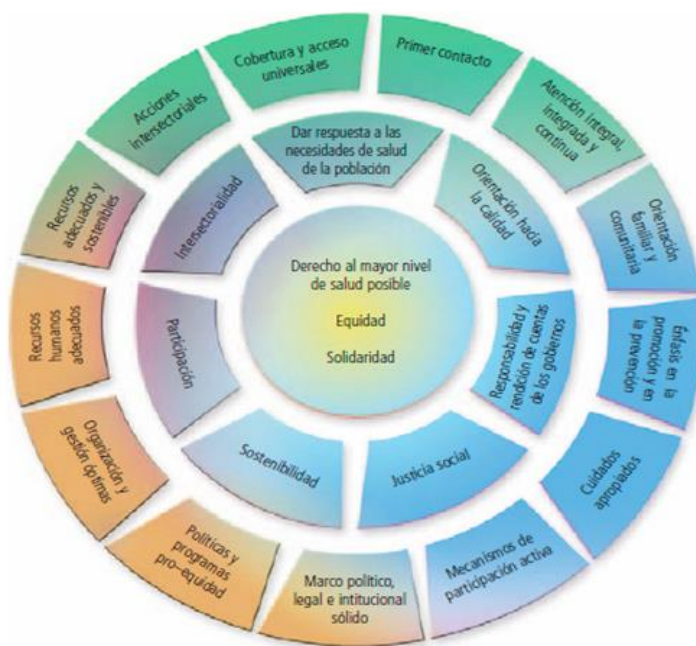 Cobertura y acceso
universales
Primer contacto
Atención integral,
integrada y
continua
Orientación
familiar y
comunitaria
Énfasis en la
promoción y en
la prevención
Cuidados
apropiados
Mecanismos de
participación activa
Marco político,
legal e intitucional
sólido
Políticas y
programas
pro-equidad
Organización y
gestión óptimas
Recursos
humanos
adecuados
Recursos
adecuados y
sostenibles
Acciones
intersectoriales
Dar respuesta a las
necesidades de salud
de la población
Orientación hacia
la calidad
Responsabilidad y
rendición de cuentas
de los gobiernos
Justicia social
Sostenibilidad
Participación
Intersectorialidad
Derecho al mayor nivel
de salud posible
Equidad
Solidaridad